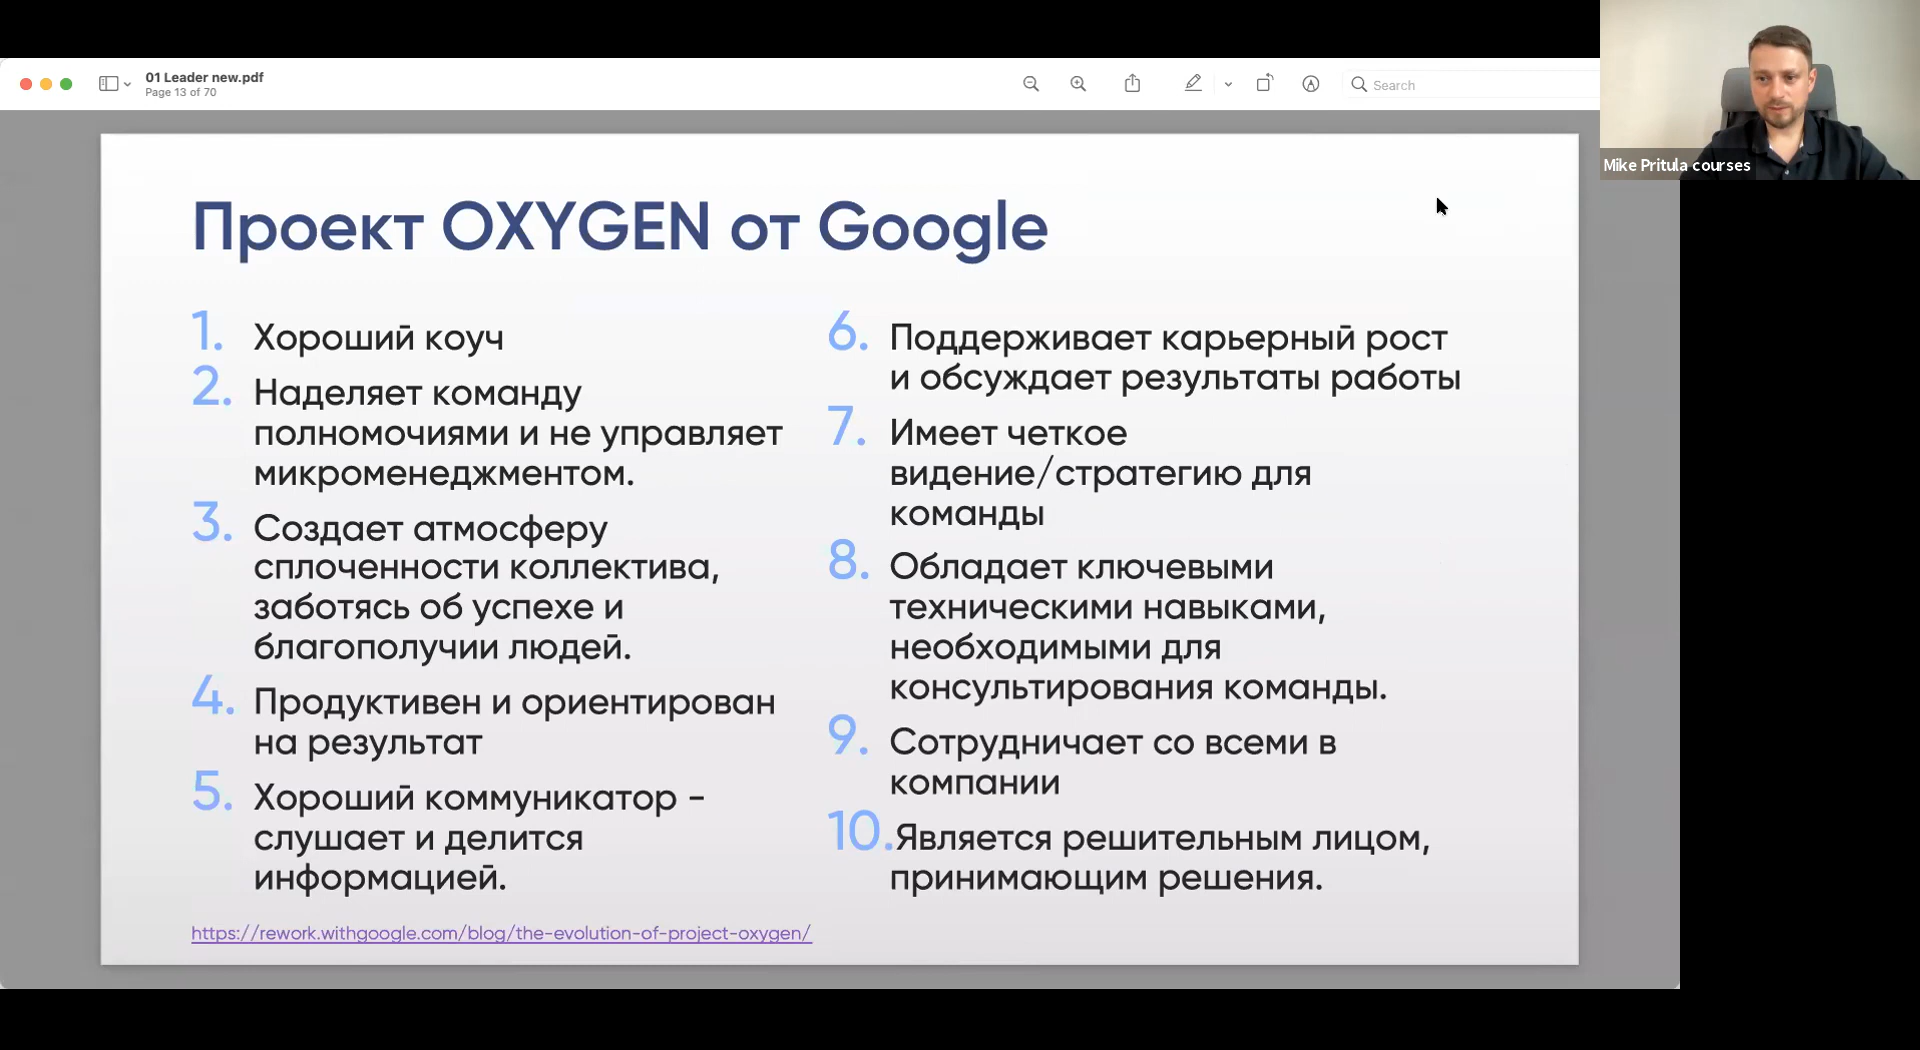 01 Leader new.pdf
Page 13 of 70
Search
Mike Pritula courses
Проект OXYGEN от Google
1. Хороший коуч
2. Наделяет команду
полномочиями и не управляет
микроменеджментом.
3. Создает атмосферу
сплоченности коллектива,
заботясь об успехе и
благополучии людей.
4. Продуктивен и ориентирован
на результат
5. Хороший коммуникатор -
слушает и делится
информацией.
6. Поддерживает карьерный рост
и обсуждает результаты работы
7. Имеет четкое
видение/стратегию для
команды
8. Обладает ключевыми
техническими навыками,
необходимыми для
консультирования команды.
9. Сотрудничает со всеми в
компании
10. Является решительным лицом,
принимающим решения.
https://rework.withgoogle.com/blog/the-evolution-of-project-oxygen/